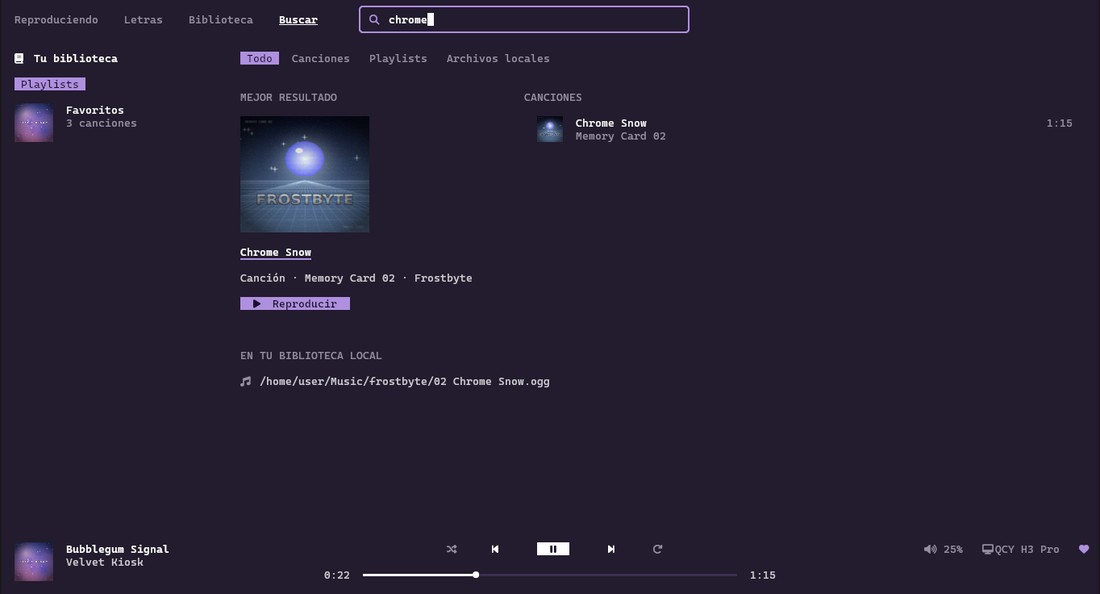 Reproduciendo Letras Biblioteca Buscar chrome
Tu biblioteca
Playlists
Favoritos
3 canciones
Todo Canciones Playlists Archivos locales
MEJOR RESULTADO
FROSTBYTE
Chrome Snow
Canción · Memory Card 02 · Frostbyte
Reproducir
CANCIONES
Chrome Snow 1:15
Memory Card 02
EN TU BIBLIOTECA LOCAL
/home/user/Music/frostbyte/02 Chrome Snow.ogg
Bubblegum Signal
Velvet Kiosk
0:22 1:15
25% QCY H3 Pro